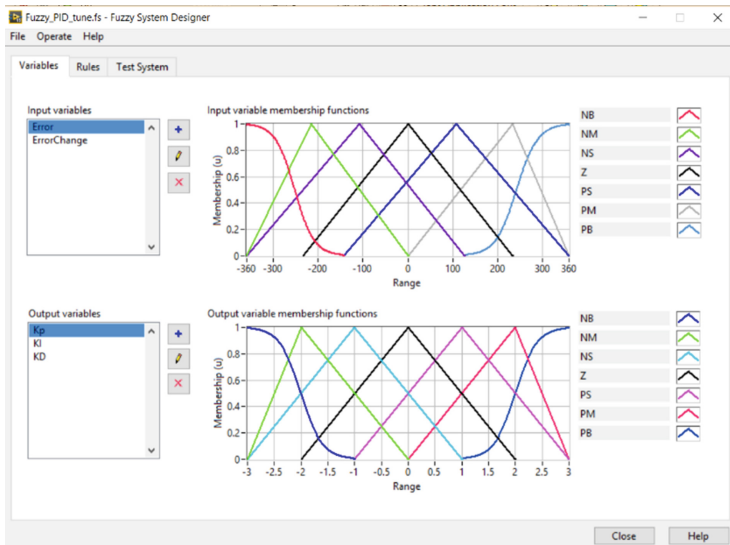 Fuzzy_PID_tune.fs - Fuzzy System Designer
File Operate Help
Variables Rules Test System
Input variables
Error
ErrorChange
Input variable membership functions
Membership (u)
1
0.8
0.6
0.4
0.2
0
-360 -300 -200 -100 0 100 200 300 360
Range
NB
NM
NS
Z
PS
PM
PB
Output variables
Kp
KI
KD
Output variable membership functions
Membership (u)
1
0.8
0.6
0.4
0.2
0
-3 -2.5 -2 -1.5 -1 -0.5 0 0.5 1 1.5 2 2.5 3
Range
NB
NM
NS
Z
PS
PM
PB
Close Help